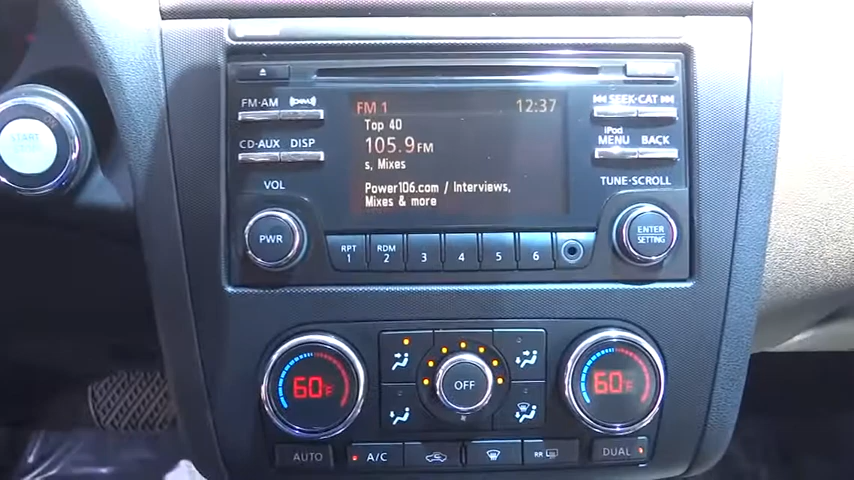 START
FM·AM
SEEK·CAT
FM 1
12:37
Top 40
iPod
CD·AUX
DISP
105.9FM
MENU
BACK
s, Mixes
VOL
Power106.com / Interviews,
Mixes & more
TUNE·SCROLL
PWR
RPT
1
RDM
2
3
4
5
6
ENTER
SETTING
60°F
OFF
60°F
AUTO
A/C
RR
DUAL